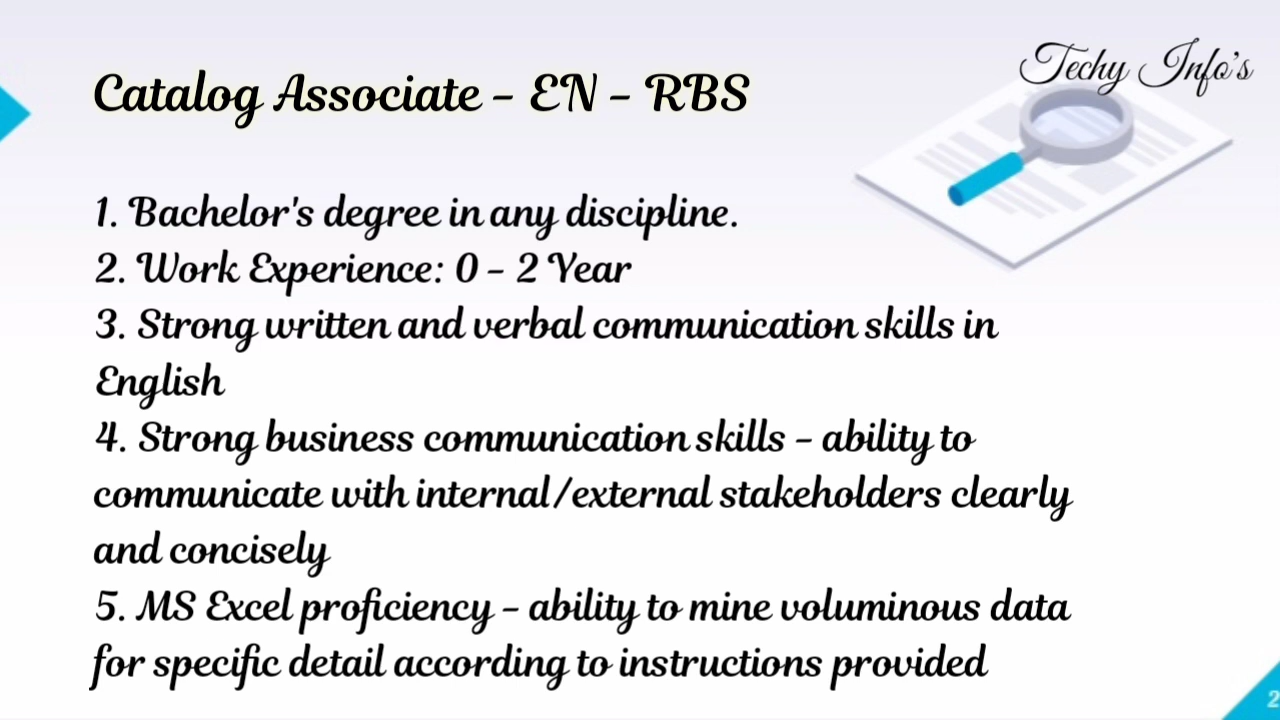 Techy Info's
Catalog Associate - EN - RBS
1. Bachelor's degree in any discipline.
2. Work Experience: 0 - 2 Year
3. Strong written and verbal communication skills in
English
4. Strong business communication skills - ability to
communicate with internal/external stakeholders clearly
and concisely
5. MS Excel proficiency - ability to mine voluminous data
for specific detail according to instructions provided
2